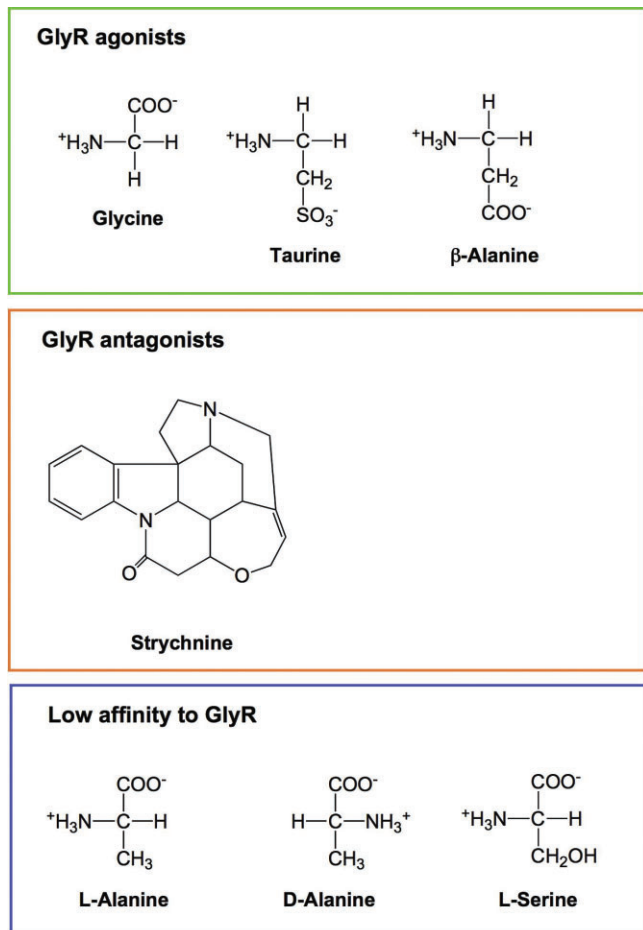 GlyR agonists
COO⁻
⁺H₃N—C—H
H
Glycine
H
⁺H₃N—C—H
CH₂
SO₃⁻
Taurine
H
⁺H₃N—C—H
CH₂
COO⁻
β-Alanine
GlyR antagonists
N
N
O
O
Strychnine
Low affinity to GlyR
COO⁻
⁺H₃N—C—H
CH₃
L-Alanine
COO⁻
H—C—NH₃⁺
CH₃
D-Alanine
COO⁻
⁺H₃N—C—H
CH₂OH
L-Serine